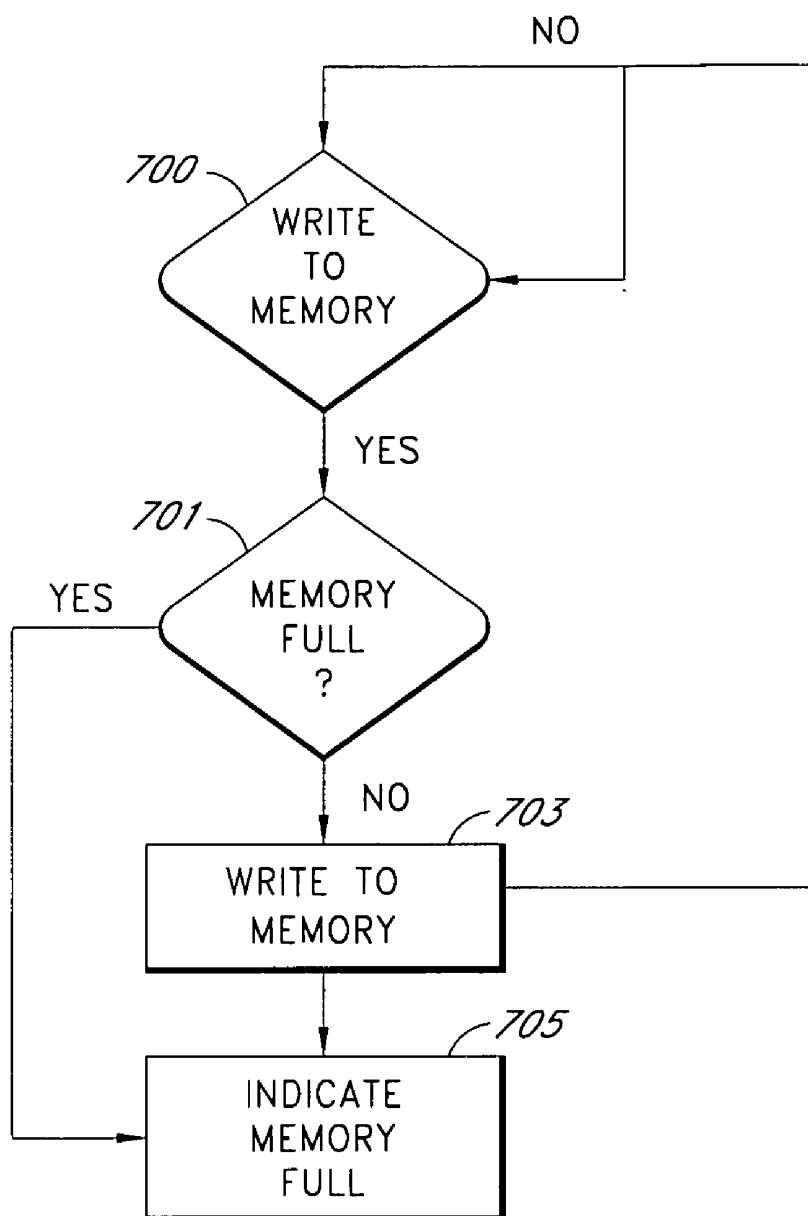 NO
700
WRITE
TO
MEMORY
YES
701
YES
MEMORY
FULL
?
NO
703
WRITE TO
MEMORY
705
INDICATE
MEMORY
FULL